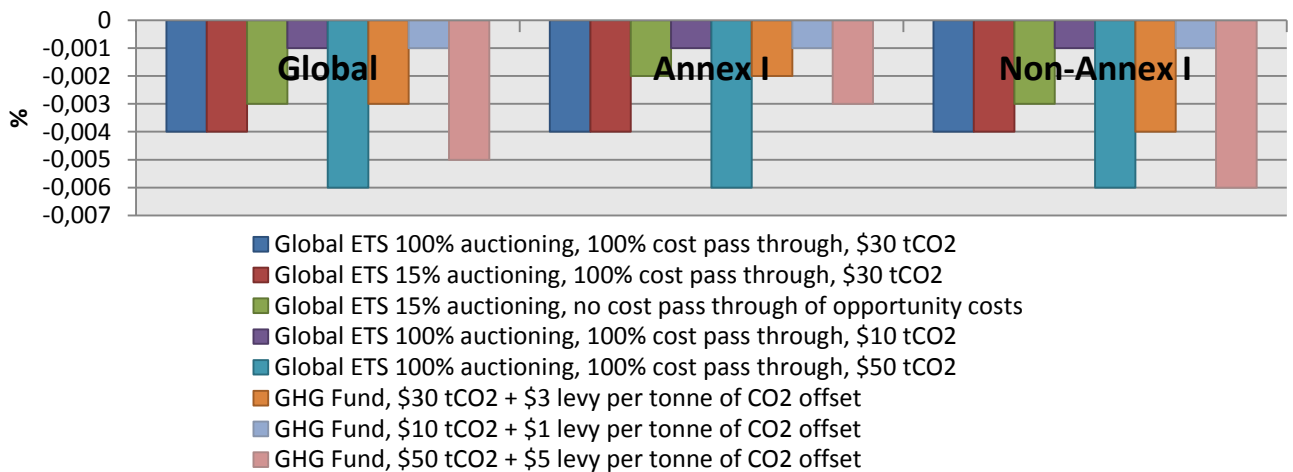 0
-0,001
-0,002
-0,003
-0,004
-0,005
-0,006
-0,007
%
Global
Annex I
Non-Annex I
Global ETS 100% auctioning, 100% cost pass through, $30 tCO2
Global ETS 15% auctioning, 100% cost pass through, $30 tCO2
Global ETS 15% auctioning, no cost pass through of opportunity costs
Global ETS 100% auctioning, 100% cost pass through, $10 tCO2
Global ETS 100% auctioning, 100% cost pass through, $50 tCO2
GHG Fund, $30 tCO2 + $3 levy per tonne of CO2 offset
GHG Fund, $10 tCO2 + $1 levy per tonne of CO2 offset
GHG Fund, $50 tCO2 + $5 levy per tonne of CO2 offset